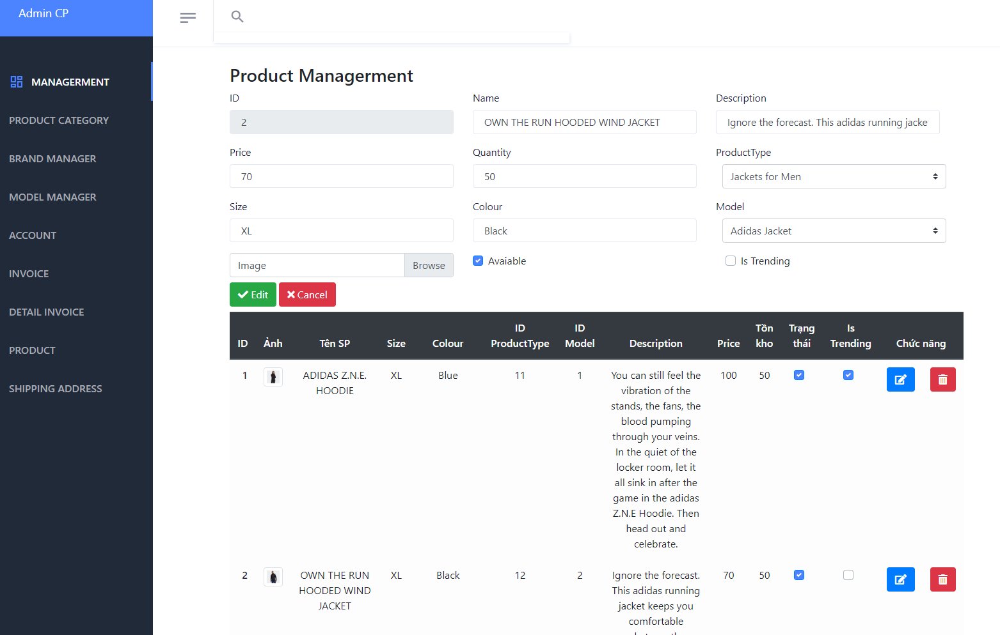 Admin CP
MANAGERMENT
PRODUCT CATEGORY
BRAND MANAGER
MODEL MANAGER
ACCOUNT
INVOICE
DETAIL INVOICE
PRODUCT
SHIPPING ADDRESS
Product Managerment
ID Name Description
2 OWN THE RUN HOODED WIND JACKET Ignore the forecast. This adidas running jacke
Price Quantity ProductType
70 50 Jackets for Men
Size Colour Model
XL Black Adidas Jacket
Image Browse Avaiable Is Trending
Edit Cancel
ID Ảnh Tên SP Size Colour ID ProductType ID Model Description Price Tồn kho Trạng thái Is Trending Chức năng
1 ADIDAS Z.N.E. XL Blue 11 1 You can still feel the 100 50
HOODIE vibration of the
stands, the fans, the
blood pumping
through your veins.
In the quiet of the
locker room, let it
all sink in after the
game in the adidas
Z.N.E Hoodie. Then
head out and
celebrate.
2 OWN THE RUN XL Black 12 2 Ignore the forecast. 70 50
HOODED WIND This adidas running
JACKET jacket keeps you
comfortable